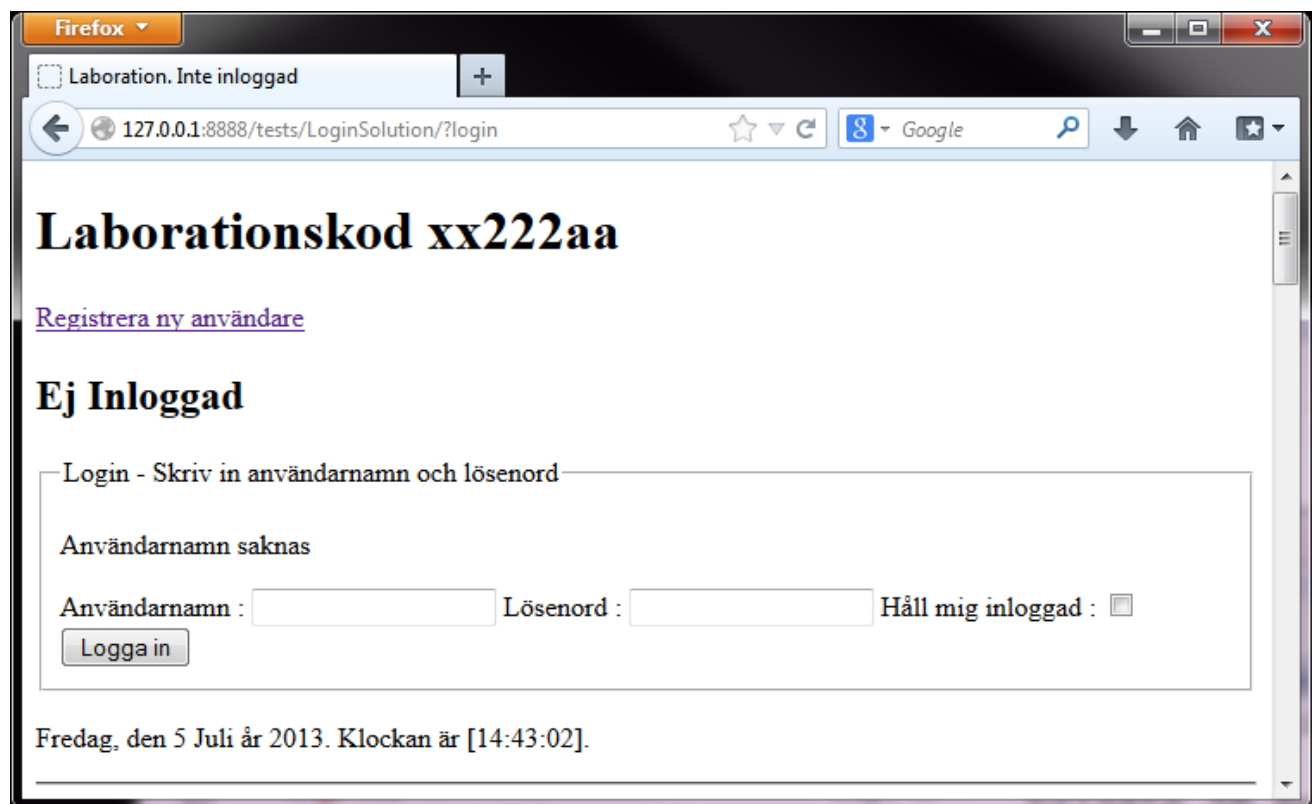 Firefox
Laboration. Inte inloggad
127.0.0.1:8888/tests/LoginSolution/?login
Google
Laborationskod xx222aa
Registrera ny användare
Ej Inloggad
Login - Skriv in användarnamn och lösenord
Användarnamn saknas
Användarnamn : Lösenord : Håll mig inloggad :
Logga in
Fredag, den 5 Juli år 2013. Klockan är [14:43:02].